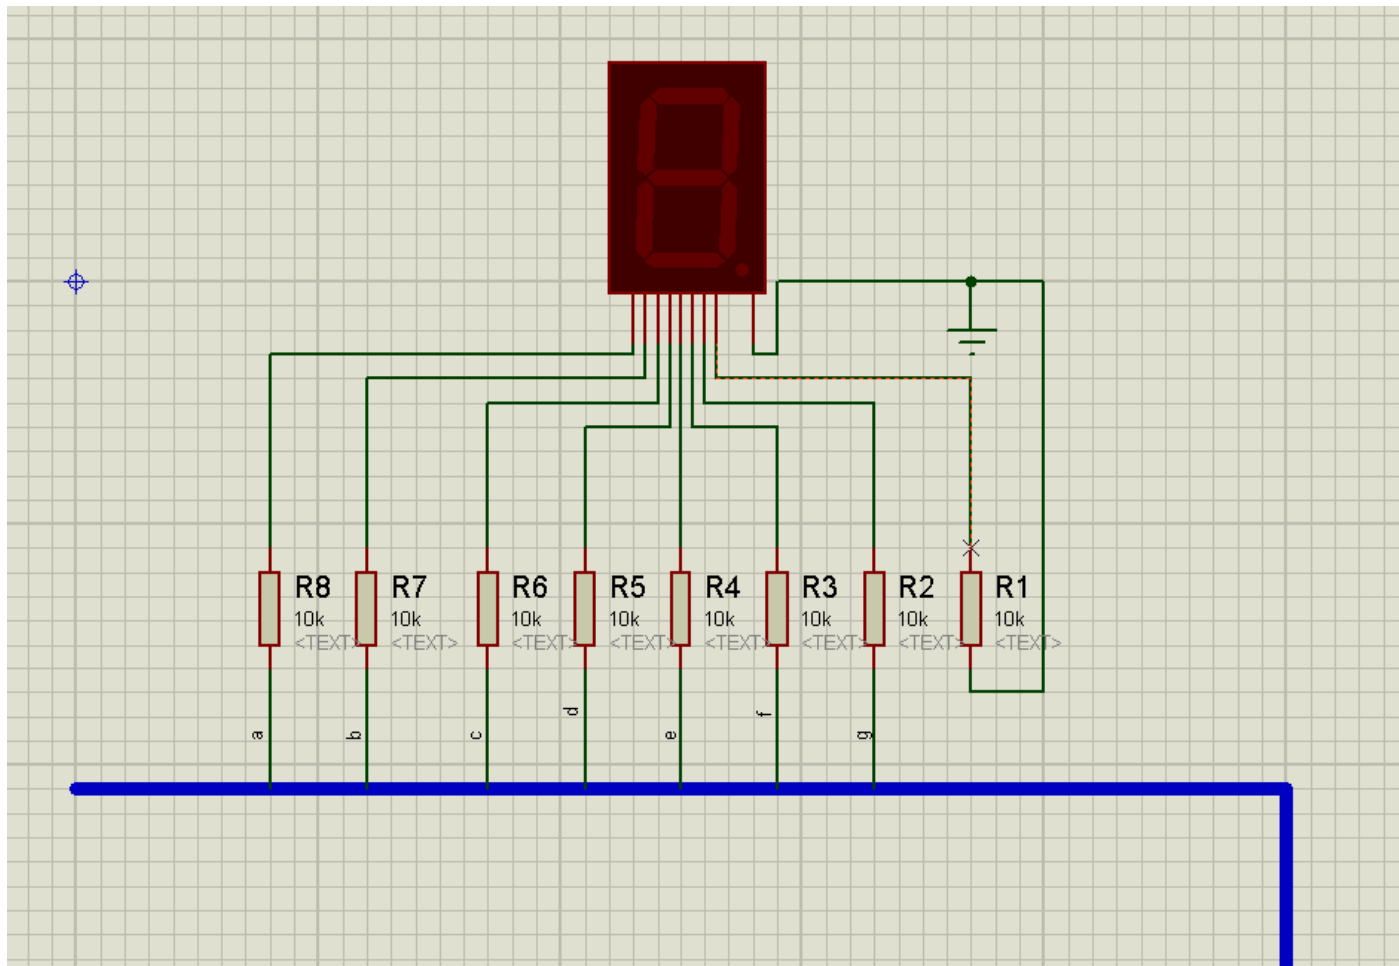 R8
10k
<TEXT>
R7
10k
<TEXT>
R6
10k
<TEXT>
R5
10k
<TEXT>
R4
10k
<TEXT>
R3
10k
<TEXT>
R2
10k
<TEXT>
R1
10k
<TEXT>
a
b
c
d
e
f
g